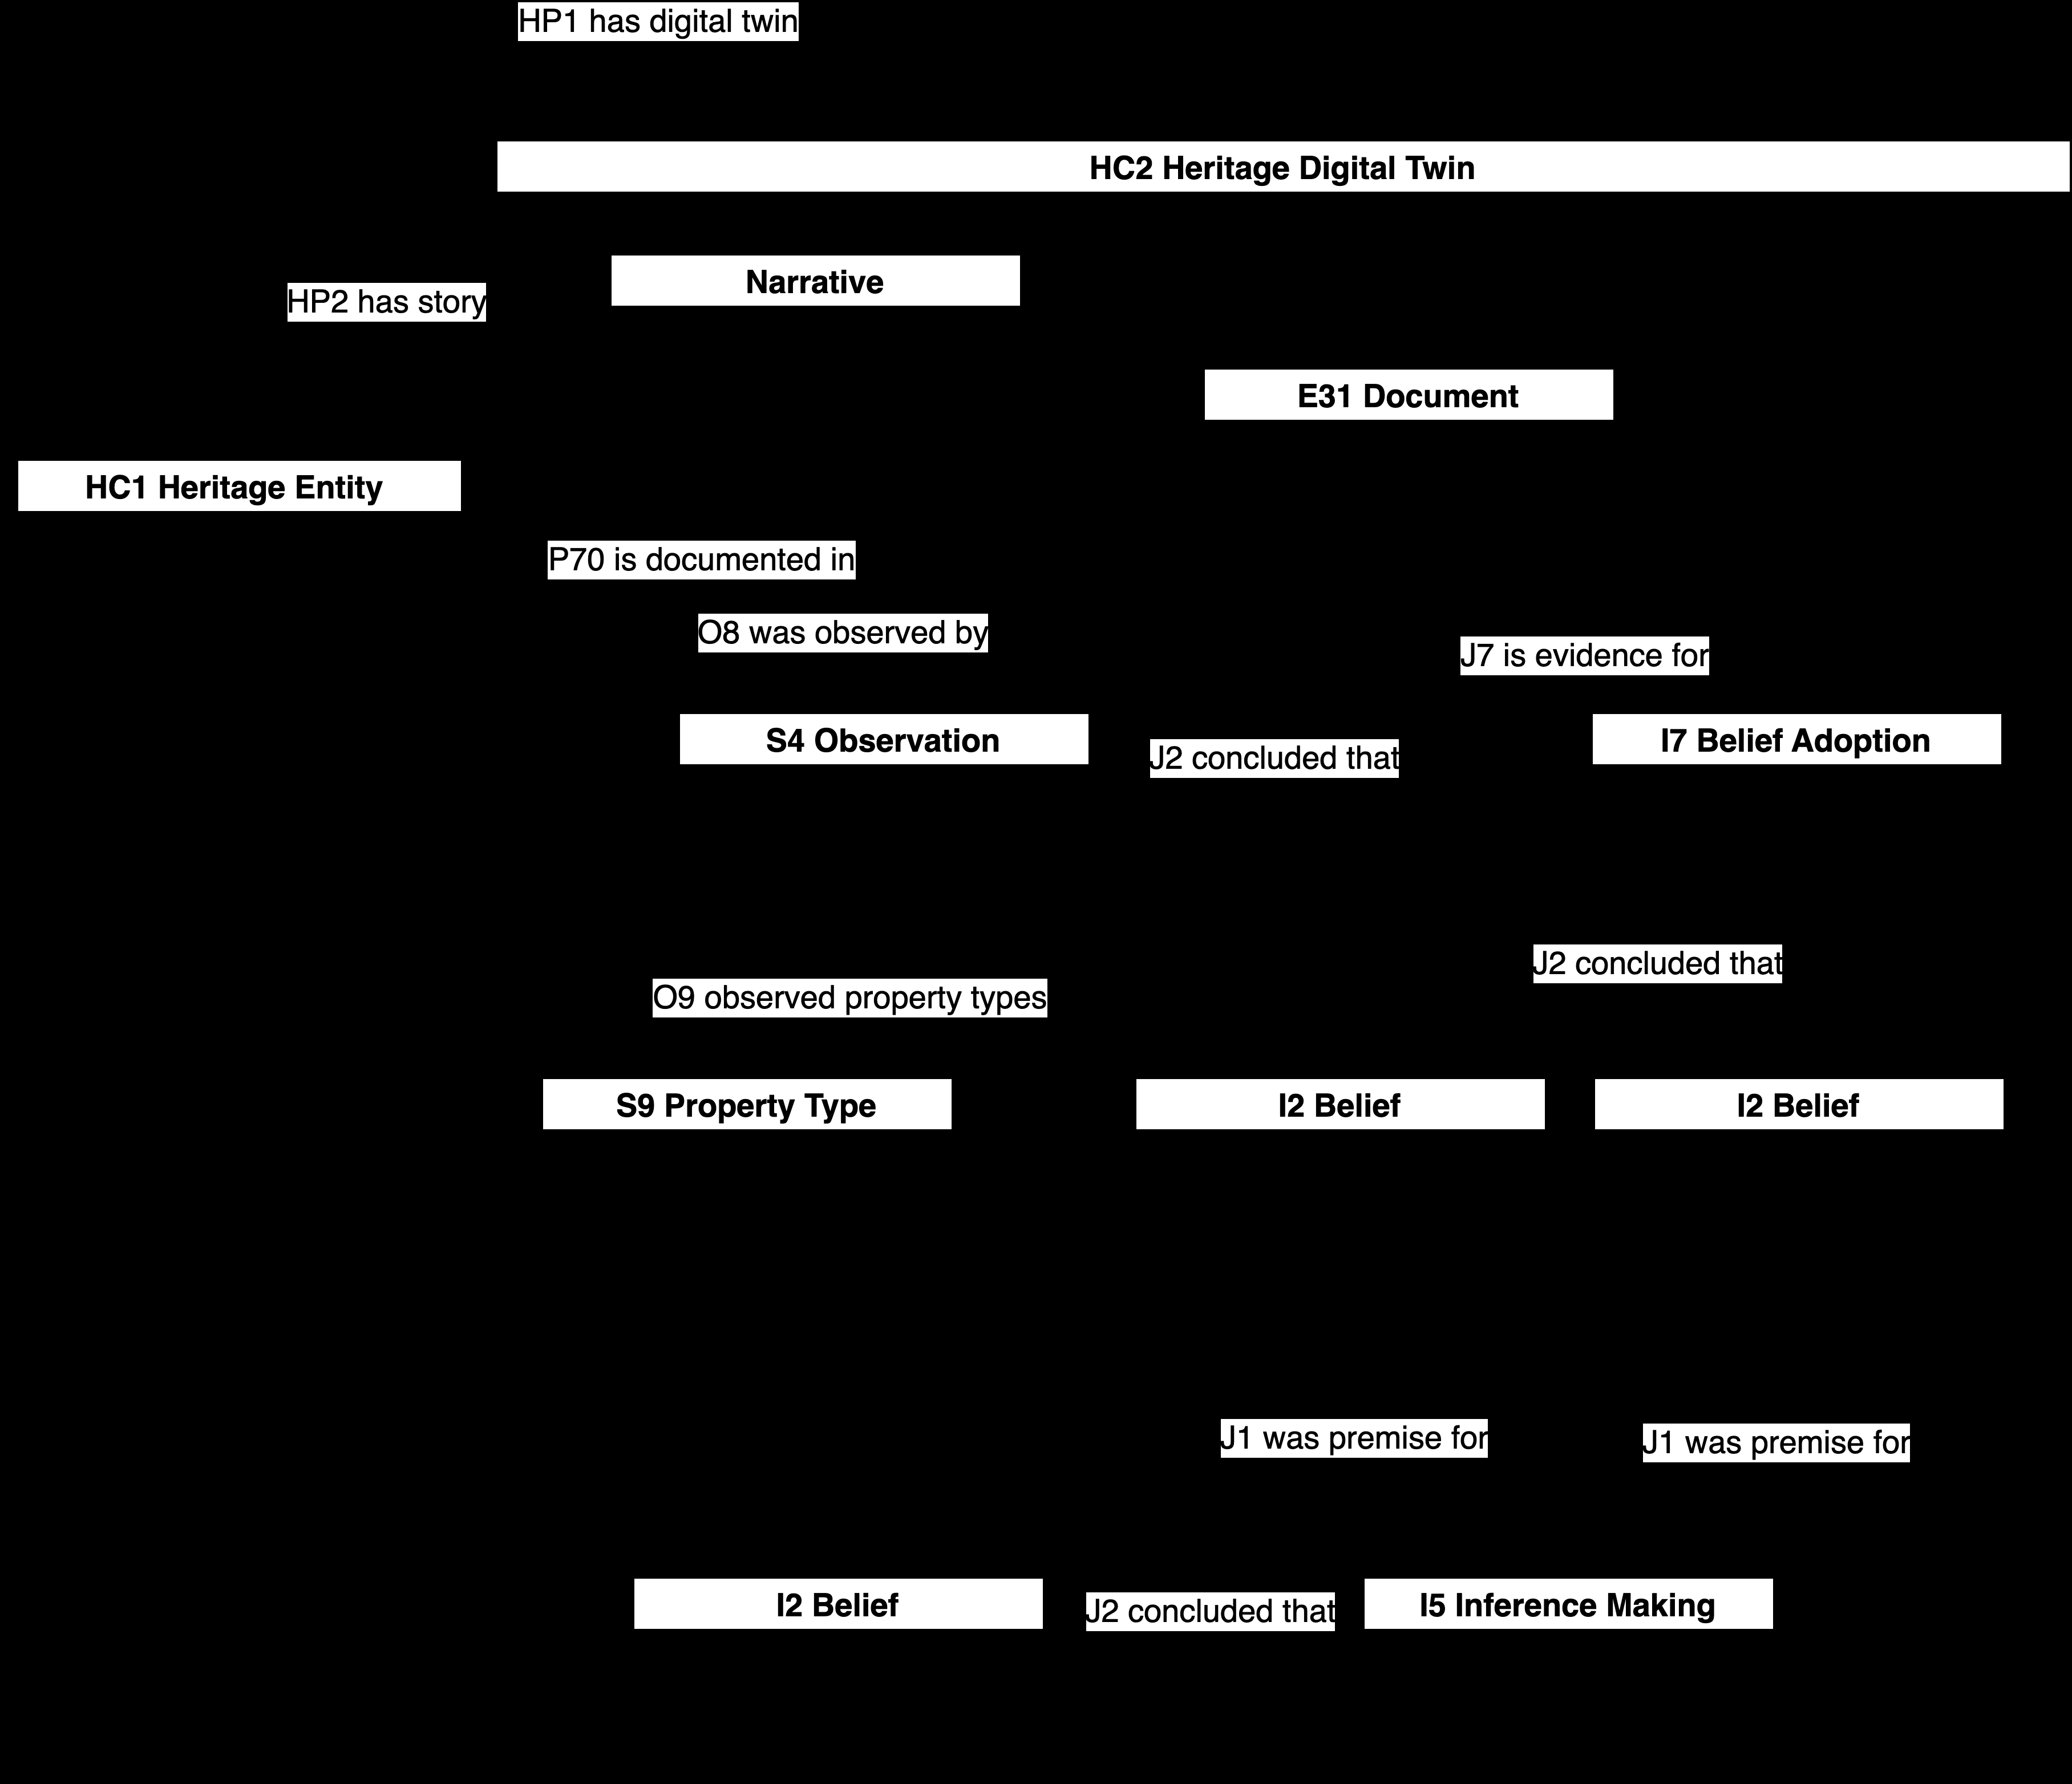 HP1 has digital twin
HC2 Heritage Digital Twin
Narrative
HP2 has story
E31 Document
HC1 Heritage Entity
P70 is documented in
O8 was observed by
J7 is evidence for
S4 Observation
J2 concluded that
I7 Belief Adoption
J2 concluded that
O9 observed property types
S9 Property Type
I2 Belief
I2 Belief
J1 was premise for
J1 was premise for
I2 Belief
J2 concluded that
I5 Inference Making